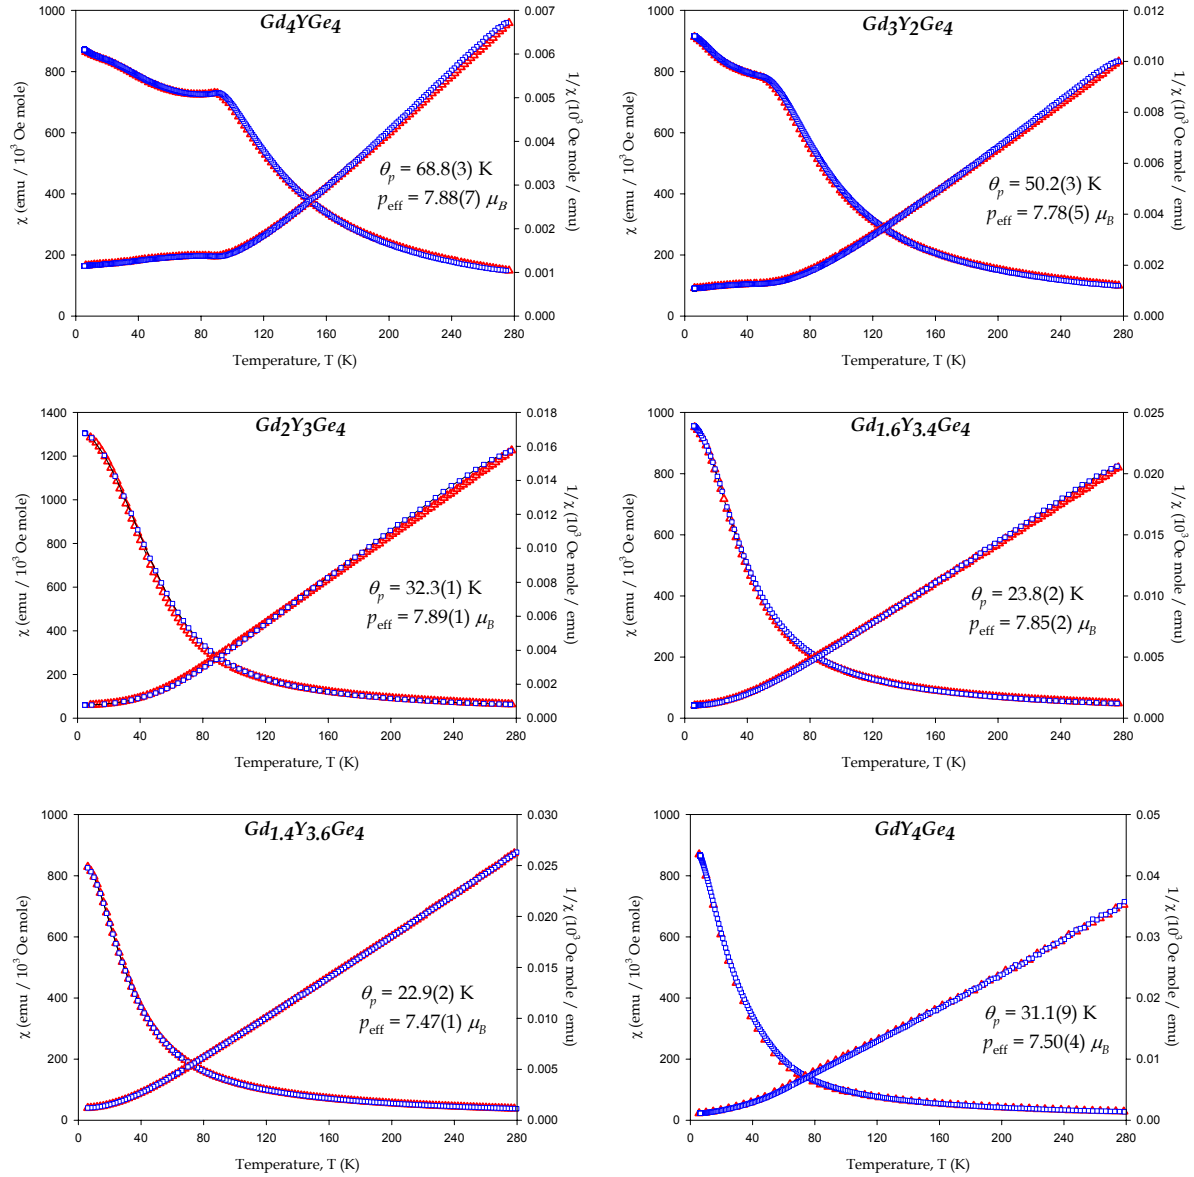 Gd4YGe4
1000
800
600
400
200
0
χ (emu / 10³ Oe mole)
0.007
0.006
0.005
0.004
0.003
0.002
0.001
0.000
1/χ (10³ Oe mole / emu)
θp = 68.8(3) K
peff = 7.88(7) μB
0 40 80 120 160 200 240 280
Temperature, T (K)
Gd3Y2Ge4
1000
800
600
400
200
0
χ (emu / 10³ Oe mole)
0.012
0.010
0.008
0.006
0.004
0.002
0.000
1/χ (10³ Oe mole / emu)
θp = 50.2(3) K
peff = 7.78(5) μB
0 40 80 120 160 200 240 280
Temperature, T (K)
Gd2Y3Ge4
1400
1200
1000
800
600
400
200
0
χ (emu / 10³ Oe mole)
0.018
0.016
0.014
0.012
0.010
0.008
0.006
0.004
0.002
0.000
1/χ (10³ Oe mole / emu)
θp = 32.3(1) K
peff = 7.89(1) μB
0 40 80 120 160 200 240 280
Temperature, T (K)
Gd1.6Y3.4Ge4
1000
800
600
400
200
0
χ (emu / 10³ Oe mole)
0.025
0.020
0.015
0.010
0.005
0.000
1/χ (10³ Oe mole / emu)
θp = 23.8(2) K
peff = 7.85(2) μB
0 40 80 120 160 200 240 280
Temperature, T (K)
Gd1.4Y3.6Ge4
1000
800
600
400
200
0
χ (emu / 10³ Oe mole)
0.030
0.025
0.020
0.015
0.010
0.005
0.000
1/χ (10³ Oe mole / emu)
θp = 22.9(2) K
peff = 7.47(1) μB
0 40 80 120 160 200 240 280
Temperature, T (K)
GdY4Ge4
1000
800
600
400
200
0
χ (emu / 10³ Oe mole)
0.05
0.04
0.03
0.02
0.01
0.00
1/χ (10³ Oe mole / emu)
θp = 31.1(9) K
peff = 7.50(4) μB
0 40 80 120 160 200 240 280
Temperature, T (K)